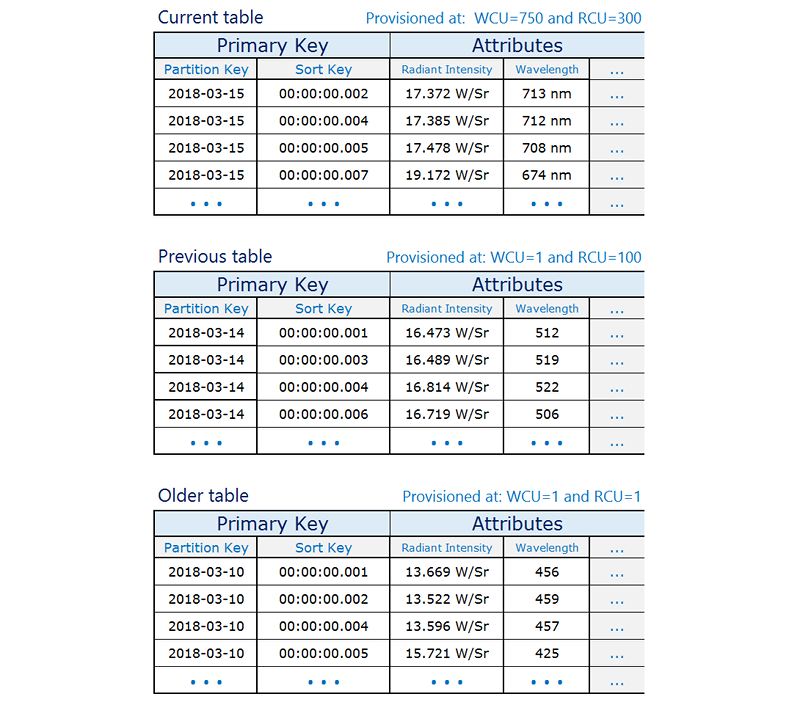 Current table Provisioned at: WCU=750 and RCU=300
Primary Key Attributes
Partition Key Sort Key Radiant Intensity Wavelength ...
2018-03-15 00:00:00.002 17.372 W/Sr 713 nm ...
2018-03-15 00:00:00.004 17.385 W/Sr 712 nm ...
2018-03-15 00:00:00.005 17.478 W/Sr 708 nm ...
2018-03-15 00:00:00.007 19.172 W/Sr 674 nm ...
... ... ... ... ...
Previous table Provisioned at: WCU=1 and RCU=100
Primary Key Attributes
Partition Key Sort Key Radiant Intensity Wavelength ...
2018-03-14 00:00:00.001 16.473 W/Sr 512 ...
2018-03-14 00:00:00.003 16.489 W/Sr 519 ...
2018-03-14 00:00:00.004 16.814 W/Sr 522 ...
2018-03-14 00:00:00.006 16.719 W/Sr 506 ...
... ... ... ... ...
Older table Provisioned at: WCU=1 and RCU=1
Primary Key Attributes
Partition Key Sort Key Radiant Intensity Wavelength ...
2018-03-10 00:00:00.001 13.669 W/Sr 456 ...
2018-03-10 00:00:00.002 13.522 W/Sr 459 ...
2018-03-10 00:00:00.004 13.596 W/Sr 457 ...
2018-03-10 00:00:00.005 15.721 W/Sr 425 ...
... ... ... ... ...